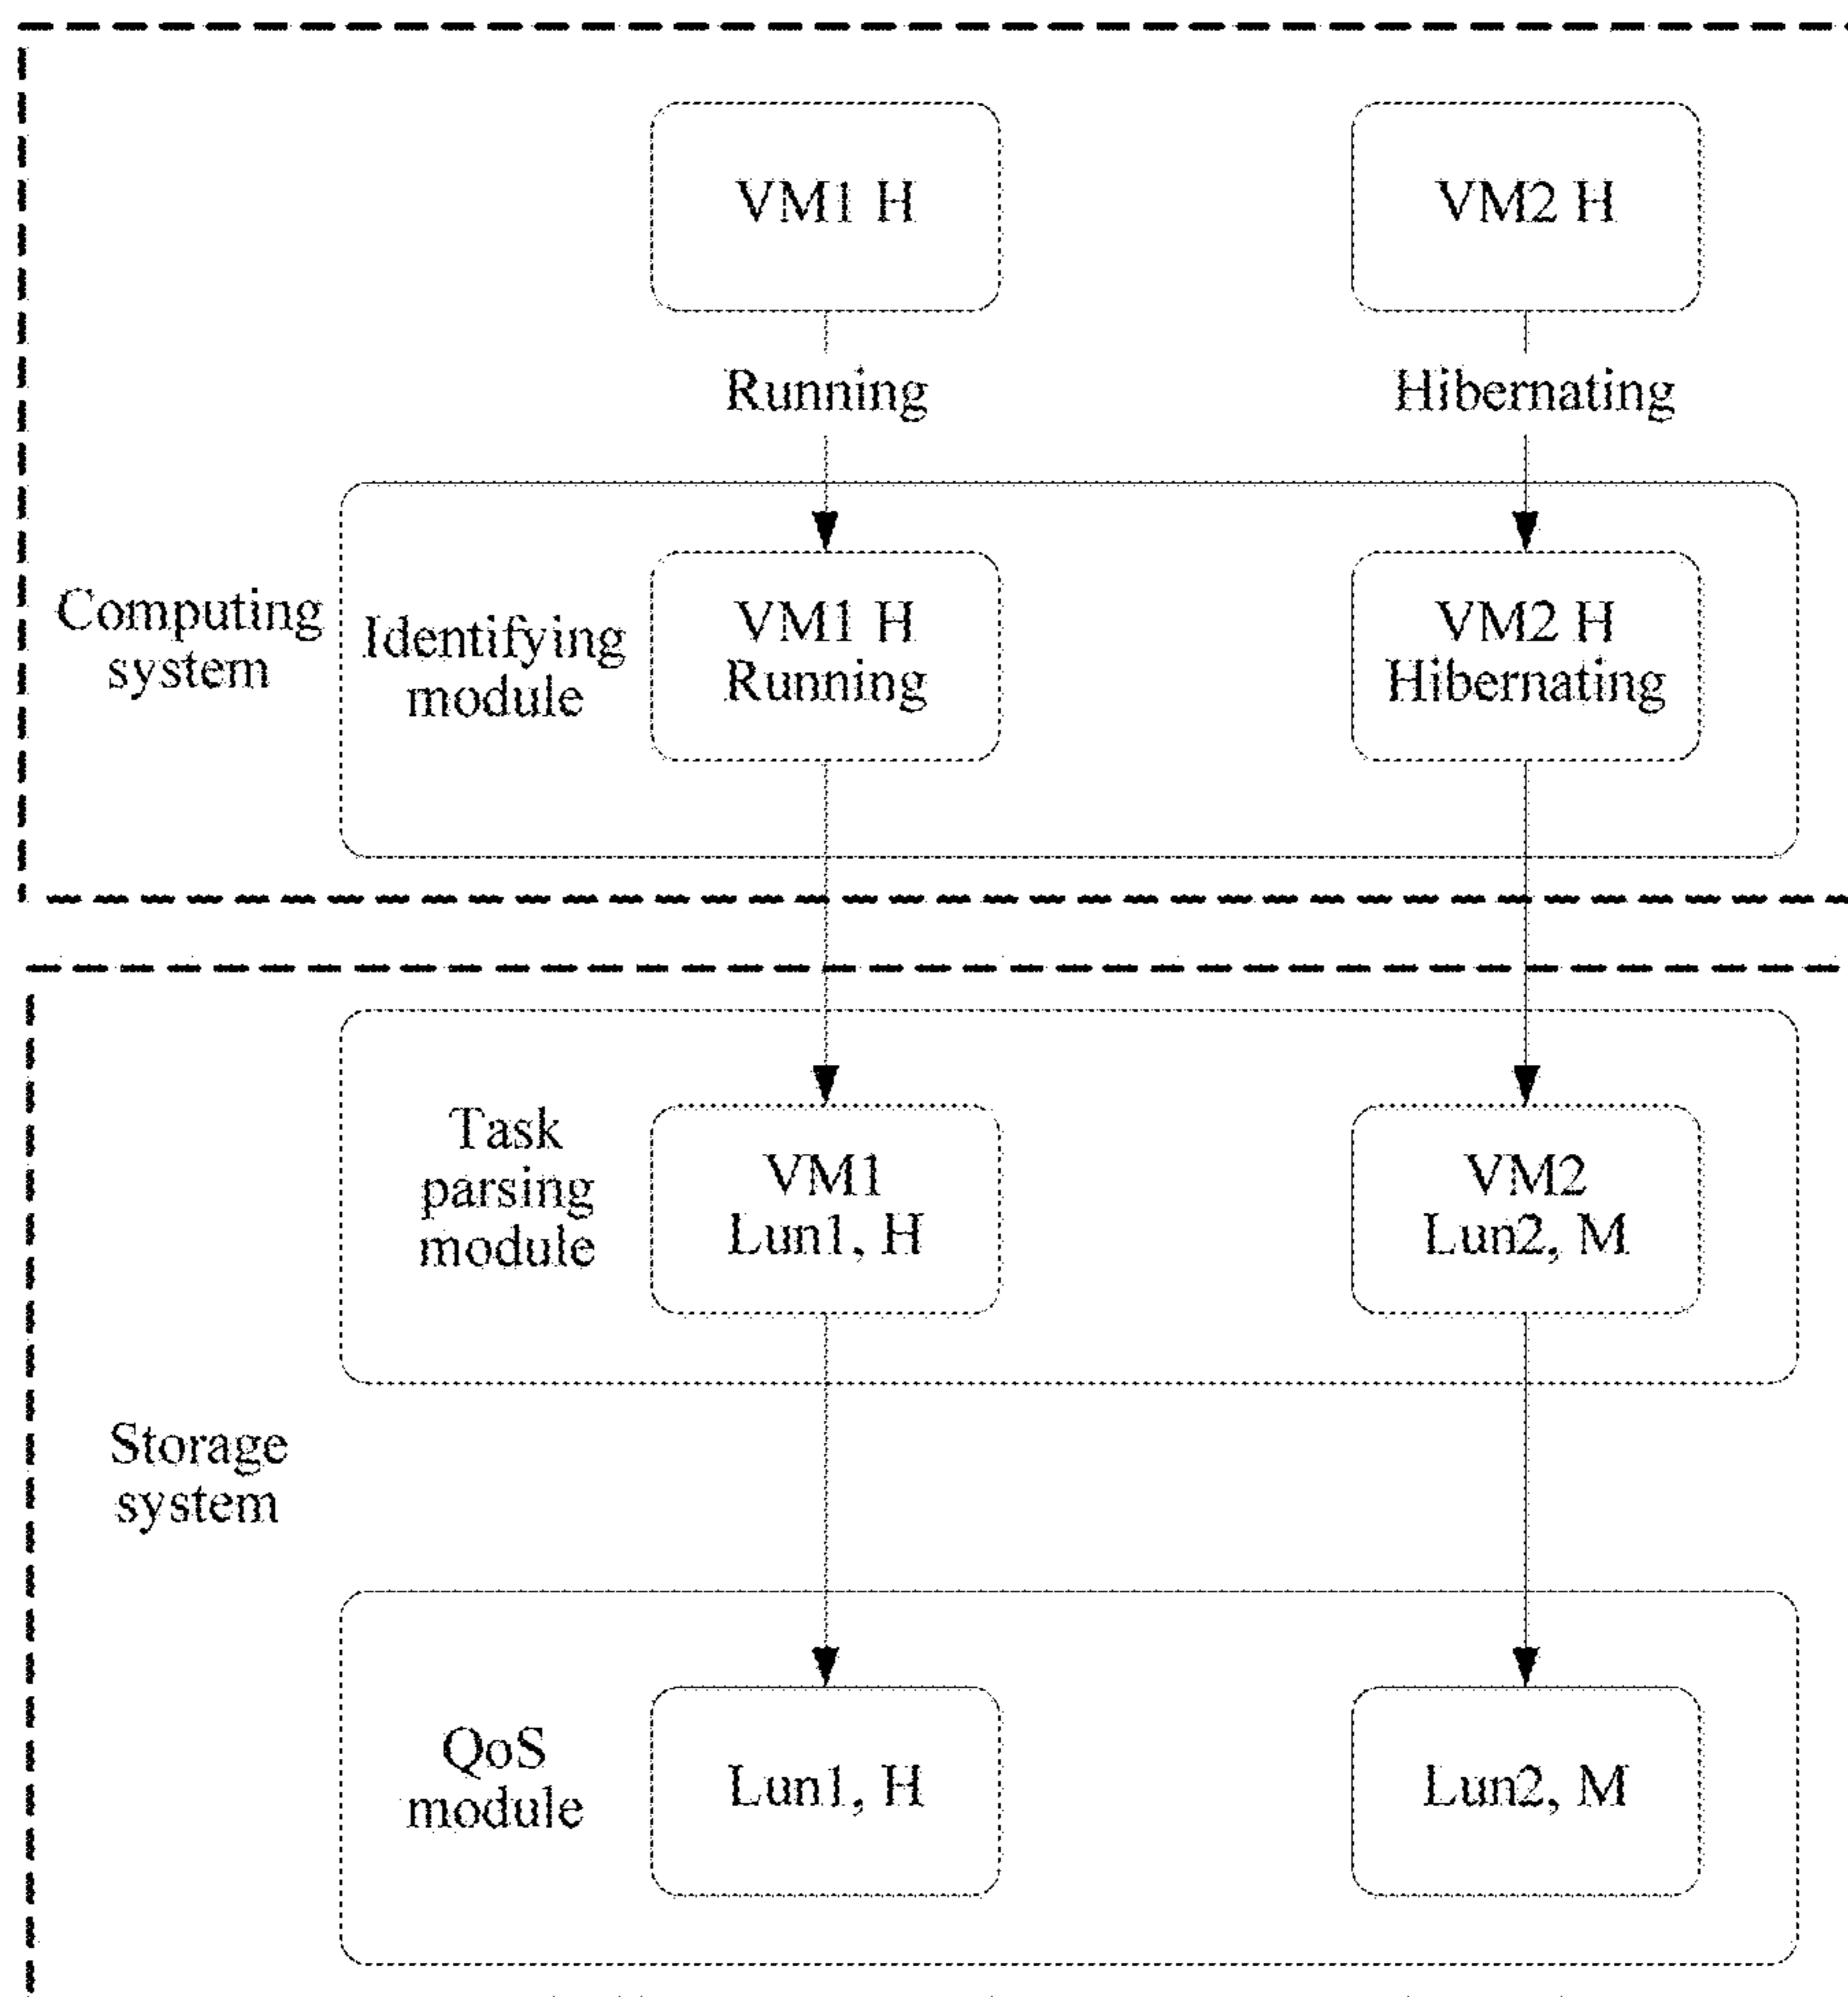 VM1 H
VM2 H
Running
Hibernating
Computing
system
Identifying
module
VM1 H
Running
VM2 H
Hibernating
Task
parsing
module
VM1
Lun1, H
VM2
Lun2, M
Storage
system
QoS
module
Lun1, H
Lun2, M